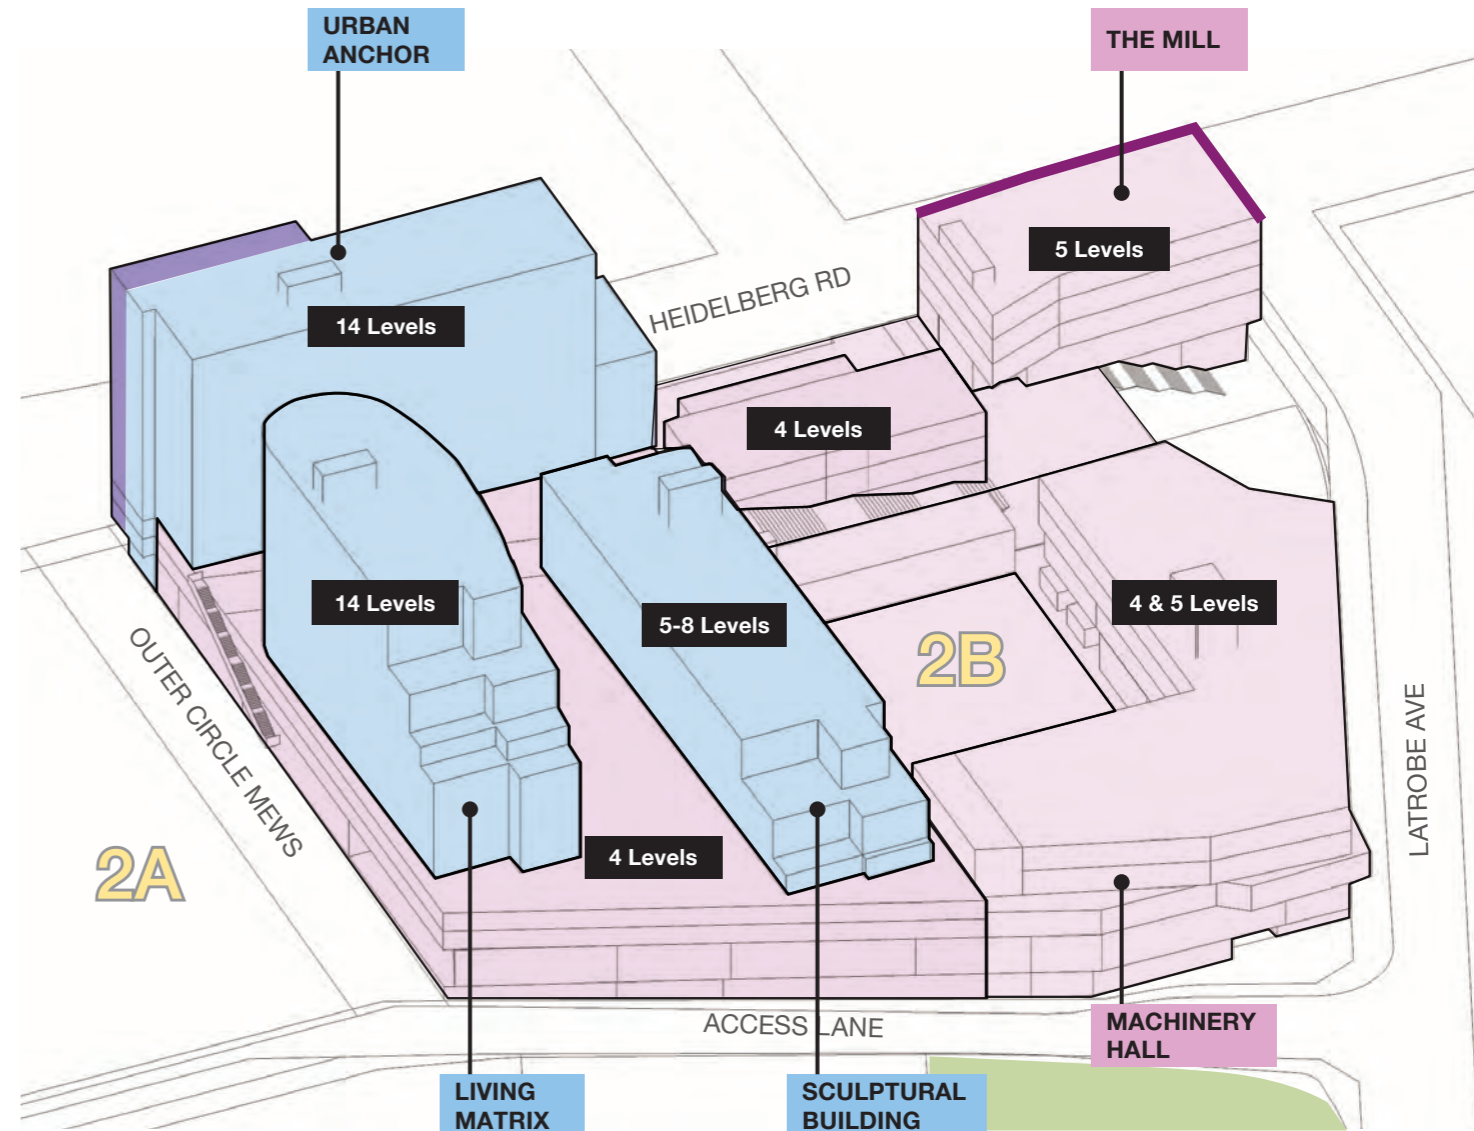 URBAN
ANCHOR
THE MILL
5 Levels
HEIDELBERG RD
14 Levels
4 Levels
14 Levels
5-8 Levels
4 & 5 Levels
2B
OUTER CIRCLE MEWS
LATROBE AVE
2A
4 Levels
ACCESS LANE
MACHINERY
HALL
LIVING
MATRIX
SCULPTURAL
BUILDING